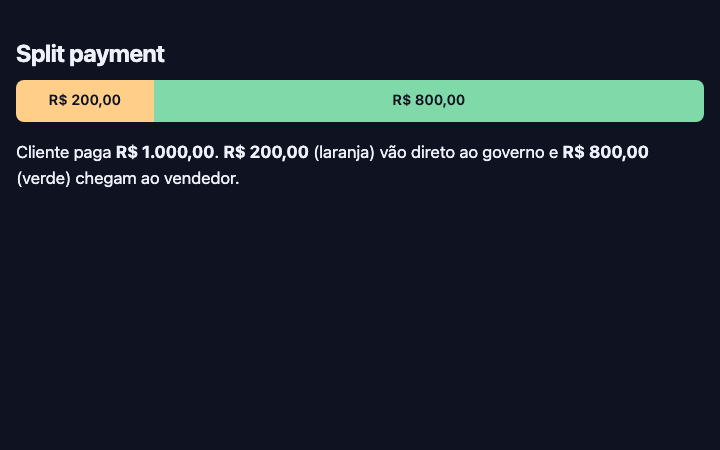 Split payment
R$ 200,00 R$ 800,00
Cliente paga R$ 1.000,00. R$ 200,00 (laranja) vão direto ao governo e R$ 800,00
(verde) chegam ao vendedor.